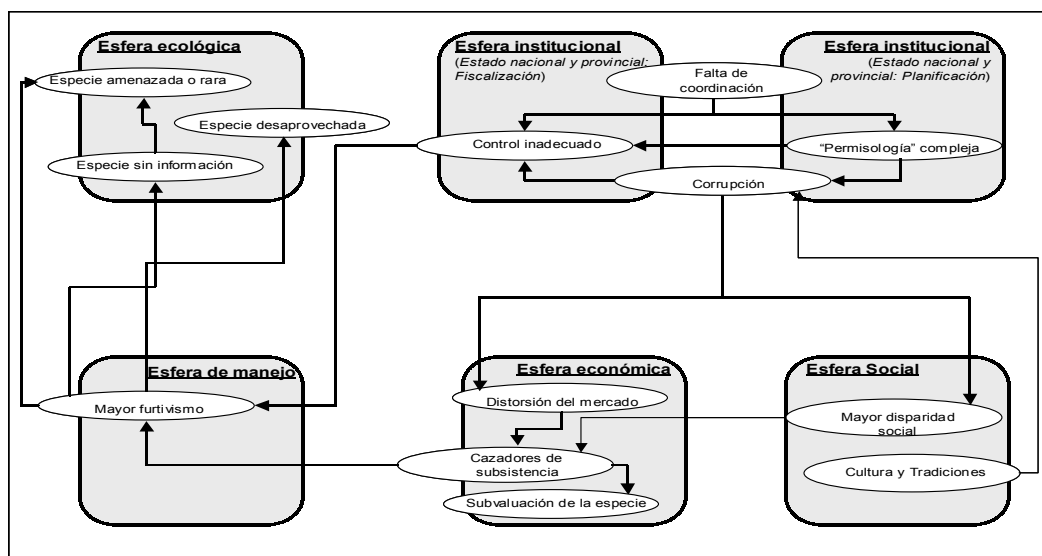 Esfera ecológica
Especie amenazada o rara
Especie desaprovechada
Especie sin información
Esfera institucional
(Estado nacional y provincial:
Fiscalización)
Esfera institucional
(Estado nacional y
provincial: Planificación)
Falta de
coordinación
Control inadecuado
"Permisología" compleja
Corrupción
Esfera de manejo
Mayor furtivismo
Esfera económica
Distorsión del mercado
Cazadores de
subsistencia
Subvaluación de la especie
Esfera Social
Mayor disparidad
social
Cultura y Tradiciones